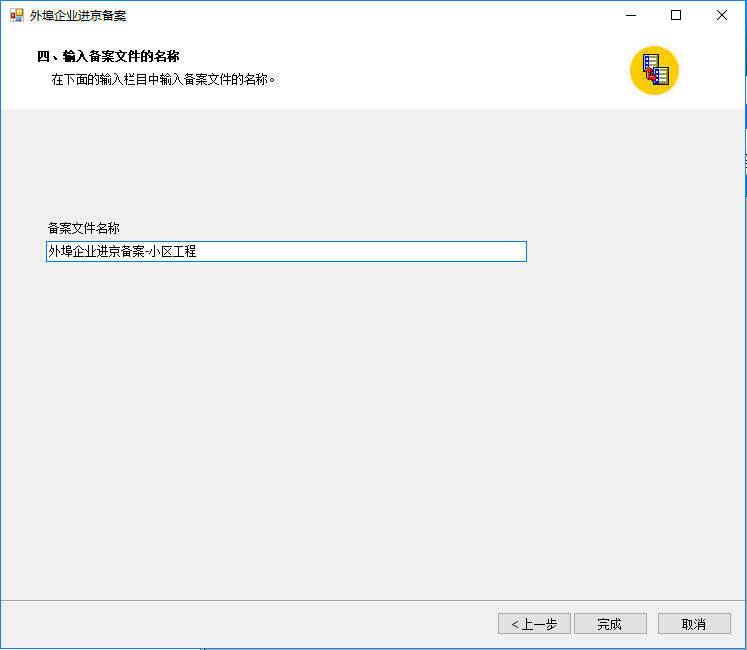 外埠企业进京备案
四、输入备案文件的名称
在下面的输入栏目中输入备案文件的名称。
备案文件名称
外埠企业进京备案-小区工程
< 上一步
完成
取消